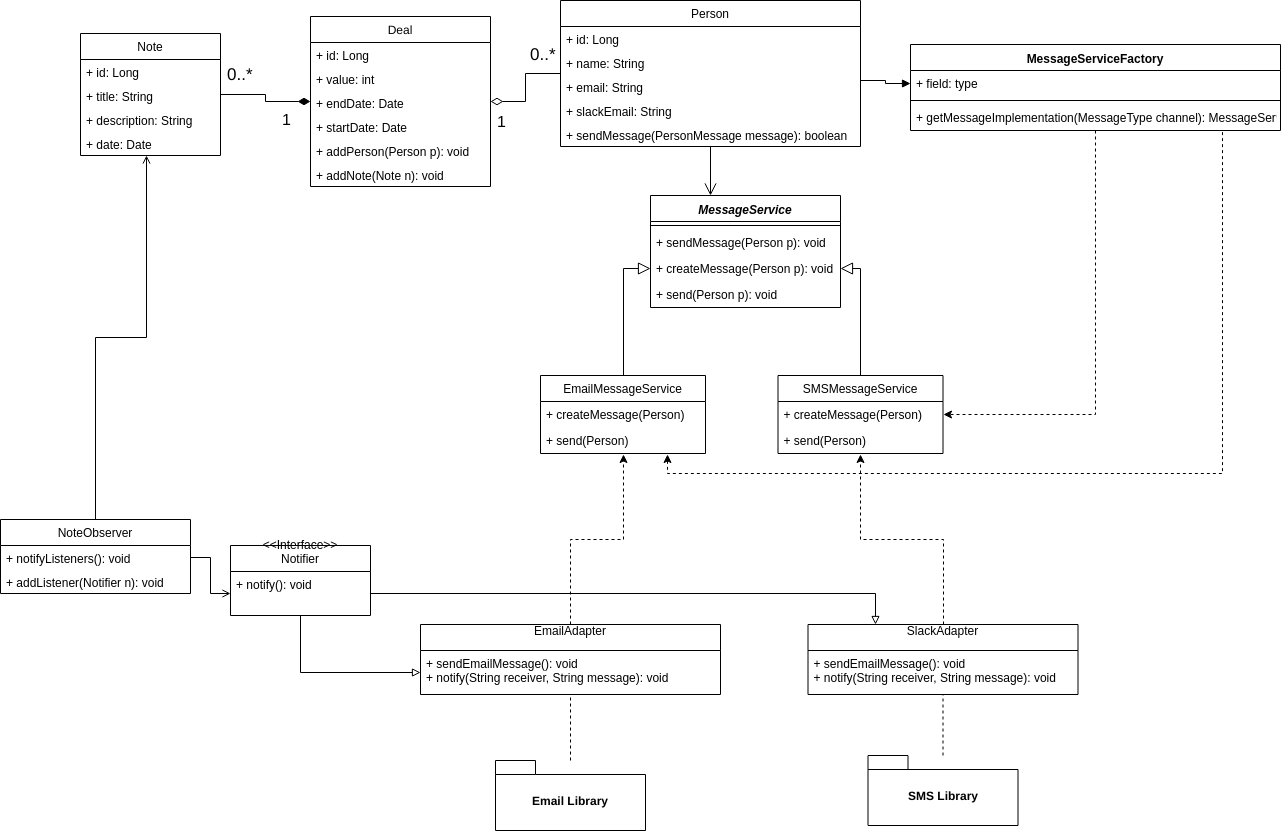 Note
+ id: Long
+ title: String
+ description: String
+ date: Date
0..*
1
Deal
+ id: Long
+ value: int
+ endDate: Date
+ startDate: Date
+ addPerson(Person p): void
+ addNote(Note n): void
0..*
1
Person
+ id: Long
+ name: String
+ email: String
+ slackEmail: String
+ sendMessage(PersonMessage message): boolean
MessageServiceFactory
+ field: type
+ getMessageImplementation(MessageType channel): MessageSer
MessageService
+ sendMessage(Person p): void
+ createMessage(Person p): void
+ send(Person p): void
EmailMessageService
+ createMessage(Person)
+ send(Person)
SMSMessageService
+ createMessage(Person)
+ send(Person)
NoteObserver
+ notifyListeners(): void
+ addListener(Notifier n): void
<<Interface>>
Notifier
+ notify(): void
EmailAdapter
+ sendEmailMessage(): void
+ notify(String receiver, String message): void
SlackAdapter
+ sendEmailMessage(): void
+ notify(String receiver, String message): void
Email Library
SMS Library